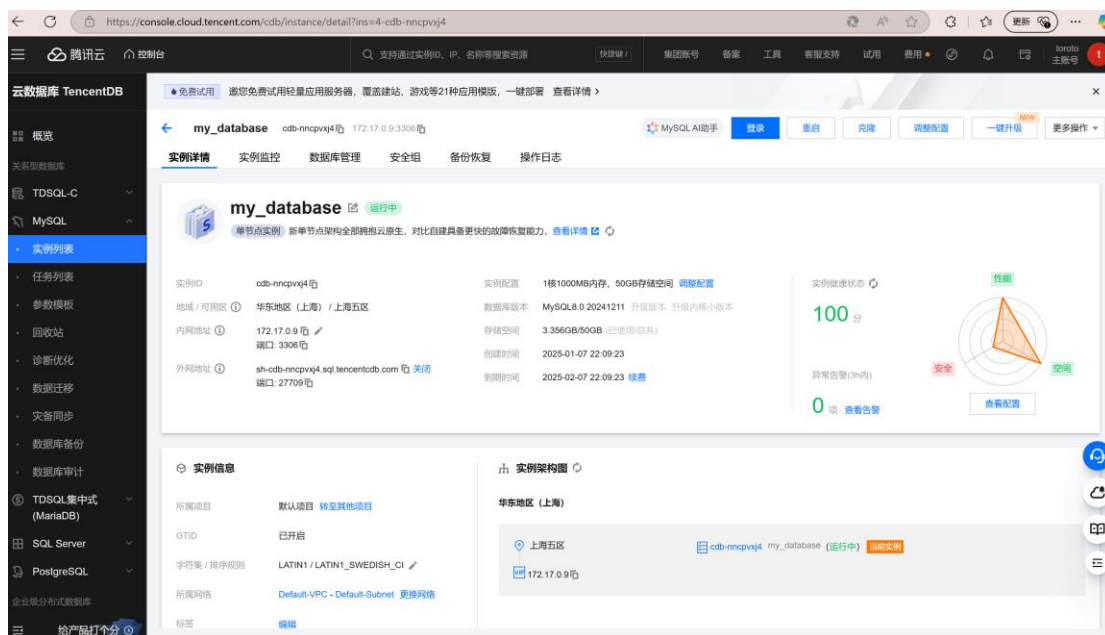 https://console.cloud.tencent.com/cdb/instance/detail?ins=4-cdb-nncpvxj4
更新
腾讯云 控制台 支持通过实例ID、IP、名称等搜索资源 快捷键 / 集团账号 备案 工具 客服支持 试用 费用 toroto
主账号 t
云数据库 TencentDB
免费试用 邀您免费试用轻量应用服务器，覆盖建站、游戏等21种应用模版，一键部署 查看详情 >
概览
关系型数据库
TDSQL-C
MySQL
实例列表
任务列表
参数模板
回收站
诊断优化
数据迁移
灾备同步
数据库备份
数据库审计
TDSQL集中式
(MariaDB)
SQL Server
PostgreSQL
企业级分布式数据库
给产品打个分
my_database cdb-nncpvxj4 172.17.0.9:3306 MySQL AI助手 登录 重启 克隆 调整配置 一键升级 NEW 更多操作
实例详情 实例监控 数据库管理 安全组 备份恢复 操作日志
my_database 运行中
单节点实例 新单节点架构全部拥抱云原生，对比自建具备更快的故障恢复能力，查看详情
实例ID cdb-nncpvxj4
地域 / 可用区 华东地区（上海）/ 上海五区
内网地址 172.17.0.9
端口: 3306
外网地址 sh-cdb-nncpvxj4.sql.tencentcdb.com 关闭
端口: 27709
实例配置 1核1000MB内存，50GB存储空间 调整配置
数据库版本 MySQL8.0 20241211 升级版本 升级内核小版本
存储空间 3.356GB/50GB (已使用/总共)
创建时间 2025-01-07 22:09:23
到期时间 2025-02-07 22:09:23 续费
实例健康状态
100 分
异常告警(3h内)
0 项 查看告警
性能
安全
空间
查看配置
实例信息
所属项目 默认项目 转至其他项目
GTID 已开启
字符集 / 排序规则 LATIN1 / LATIN1_SWEDISH_CI
所属网络 Default-VPC - Default-Subnet 更换网络
标签 编辑
实例架构图
华东地区（上海）
上海五区 cdb-nncpvxj4 my_database (运行中) 当前实例
VIP 172.17.0.9